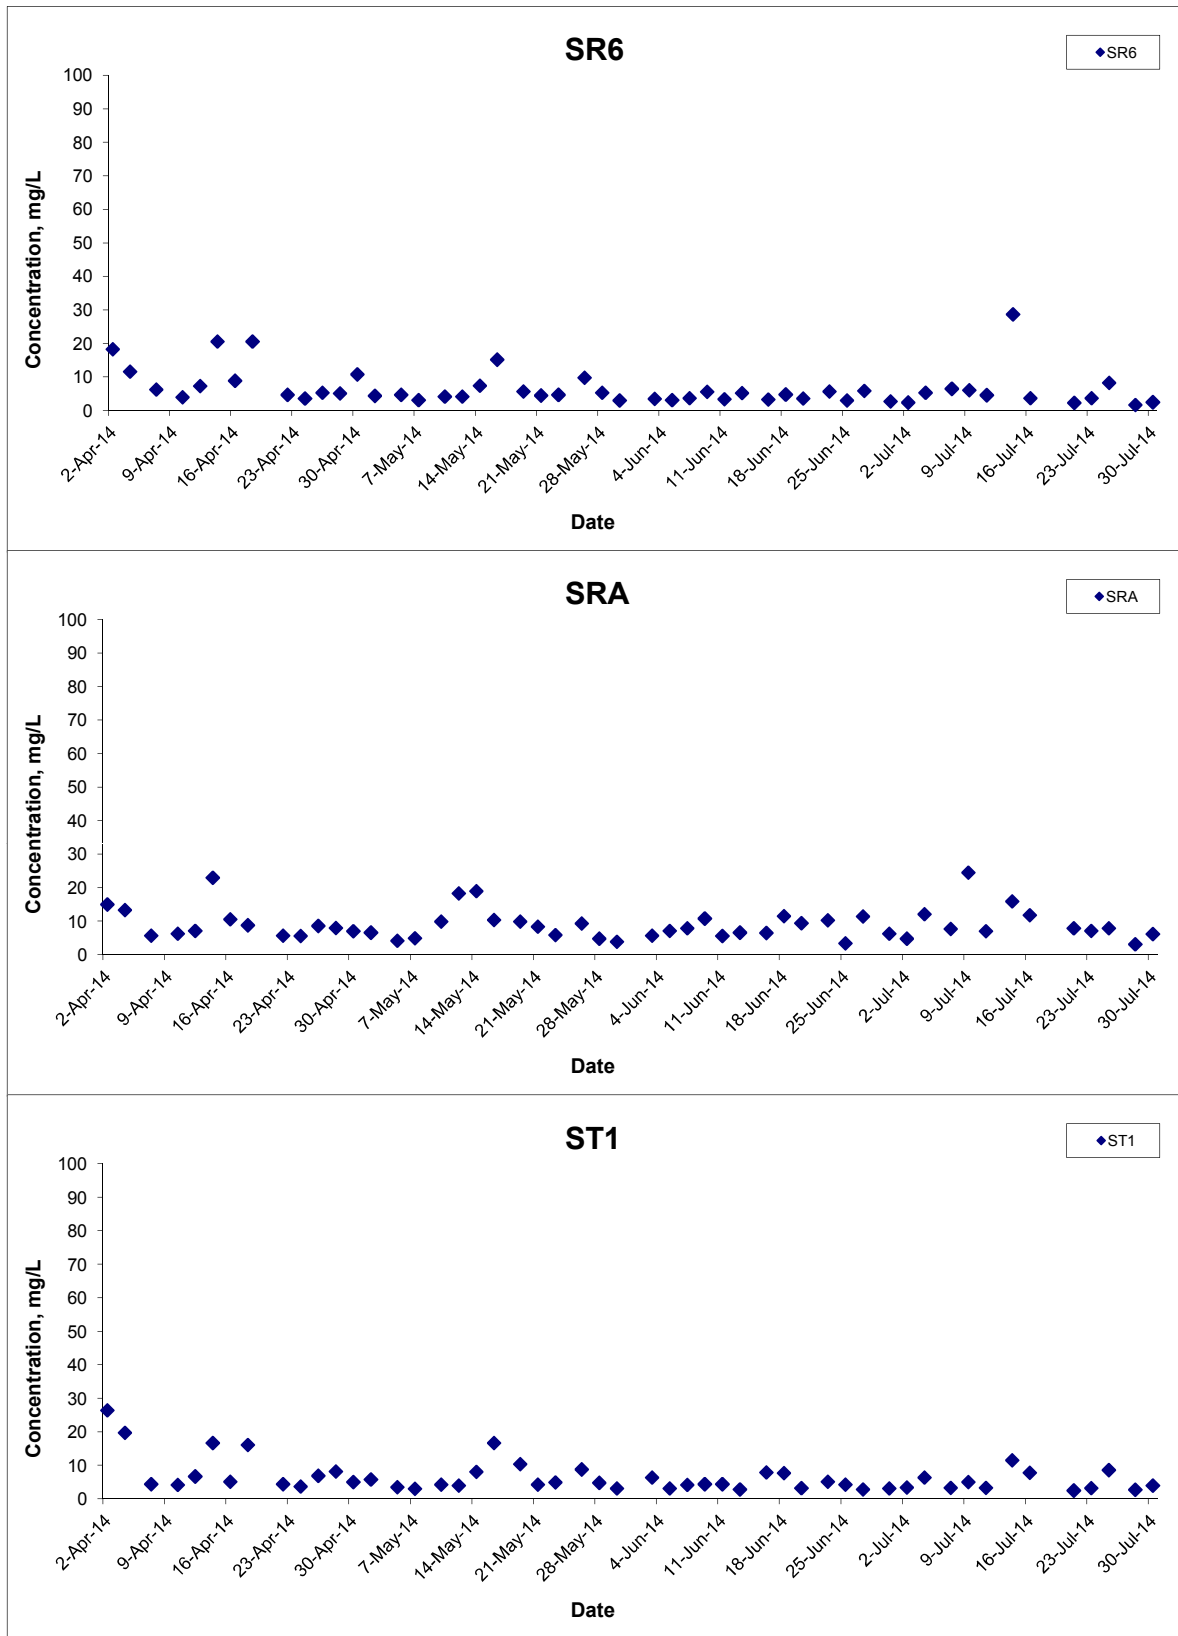 SR6
SR6
100
90
80
70
60
50
40
30
20
10
0
Concentration, mg/L
2-Apr-14
9-Apr-14
16-Apr-14
23-Apr-14
30-Apr-14
7-May-14
14-May-14
21-May-14
28-May-14
4-Jun-14
11-Jun-14
18-Jun-14
25-Jun-14
2-Jul-14
9-Jul-14
16-Jul-14
23-Jul-14
30-Jul-14
Date
SRA
SRA
100
90
80
70
60
50
40
30
20
10
0
Concentration, mg/L
2-Apr-14
9-Apr-14
16-Apr-14
23-Apr-14
30-Apr-14
7-May-14
14-May-14
21-May-14
28-May-14
4-Jun-14
11-Jun-14
18-Jun-14
25-Jun-14
2-Jul-14
9-Jul-14
16-Jul-14
23-Jul-14
30-Jul-14
Date
ST1
ST1
100
90
80
70
60
50
40
30
20
10
0
Concentration, mg/L
2-Apr-14
9-Apr-14
16-Apr-14
23-Apr-14
30-Apr-14
7-May-14
14-May-14
21-May-14
28-May-14
4-Jun-14
11-Jun-14
18-Jun-14
25-Jun-14
2-Jul-14
9-Jul-14
16-Jul-14
23-Jul-14
30-Jul-14
Date